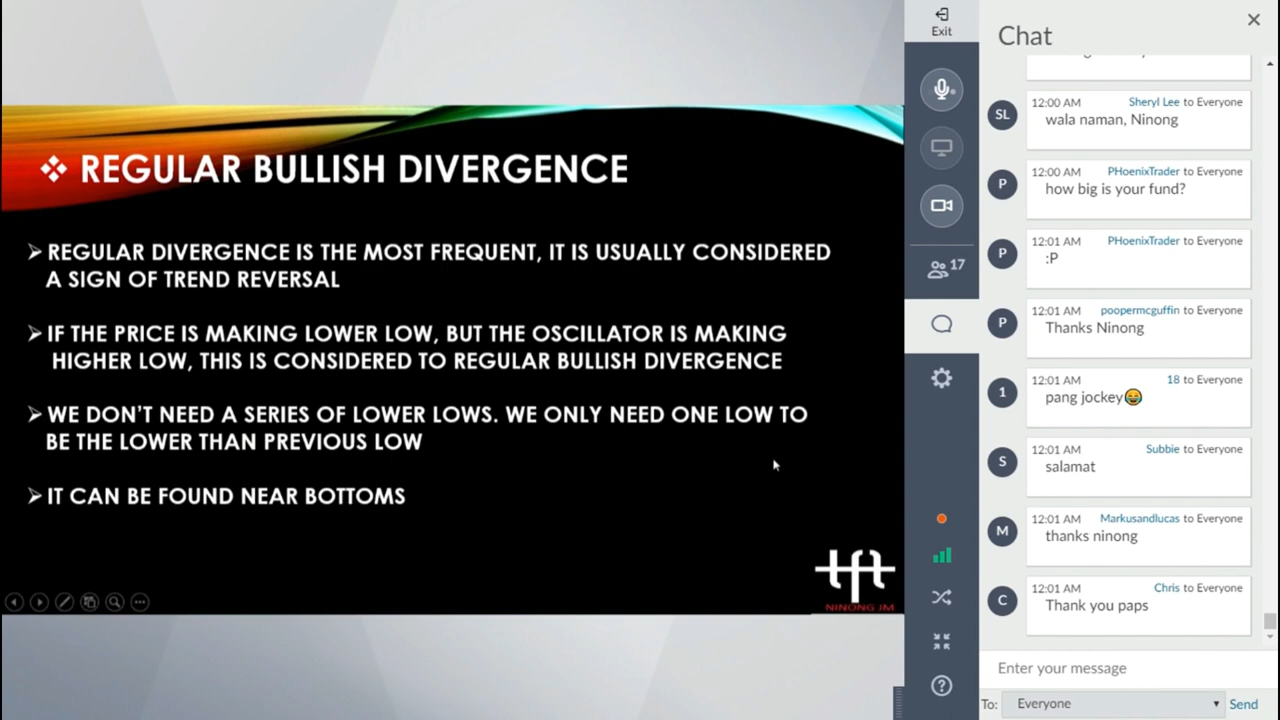 REGULAR BULLISH DIVERGENCE
REGULAR DIVERGENCE IS THE MOST FREQUENT, IT IS USUALLY CONSIDERED
A SIGN OF TREND REVERSAL
IF THE PRICE IS MAKING LOWER LOW, BUT THE OSCILLATOR IS MAKING
HIGHER LOW, THIS IS CONSIDERED TO REGULAR BULLISH DIVERGENCE
WE DON'T NEED A SERIES OF LOWER LOWS. WE ONLY NEED ONE LOW TO
BE THE LOWER THAN PREVIOUS LOW
IT CAN BE FOUND NEAR BOTTOMS
tft
NINONG JM
Exit
17
Chat
SL
12:00 AM Sheryl Lee to Everyone
wala naman, Ninong
P
12:00 AM PHoenixTrader to Everyone
how big is your fund?
P
12:01 AM PHoenixTrader to Everyone
:P
P
12:01 AM poopermcguffin to Everyone
Thanks Ninong
1
12:01 AM 18 to Everyone
pang jockey😄
S
12:01 AM Subbie to Everyone
salamat
M
12:01 AM Markusandlucas to Everyone
thanks ninong
C
12:01 AM Chris to Everyone
Thank you paps
Enter your message
To: Everyone Send